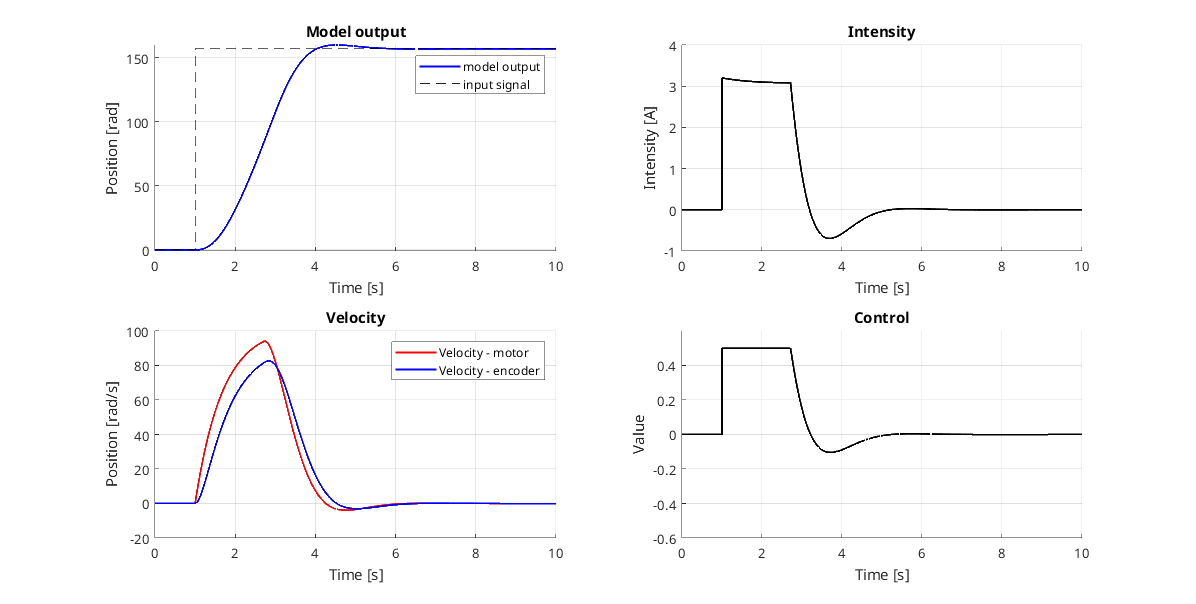 Model output
150
100
50
0
Position [rad]
model output
input signal
0
2
4
6
8
10
Time [s]
Intensity
4
3
2
1
0
-1
Intensity [A]
0
2
4
6
8
10
Time [s]
Velocity
100
80
60
40
20
0
-20
Position [rad/s]
Velocity - motor
Velocity - encoder
0
2
4
6
8
10
Time [s]
Control
0.4
0.2
0
-0.2
-0.4
-0.6
Value
0
2
4
6
8
10
Time [s]